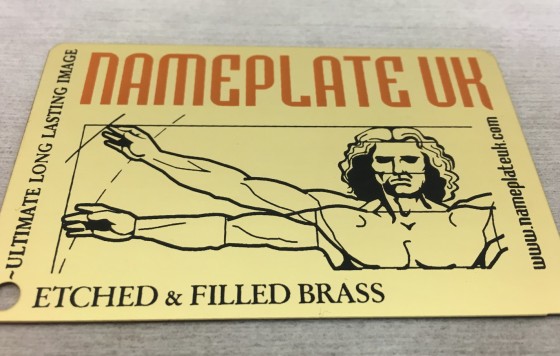 NAMEPLATE UK
~ULTIMATE LONG LASTING IMAGE
www.nameplateuk.com
ETCHED & FILLED BRASS